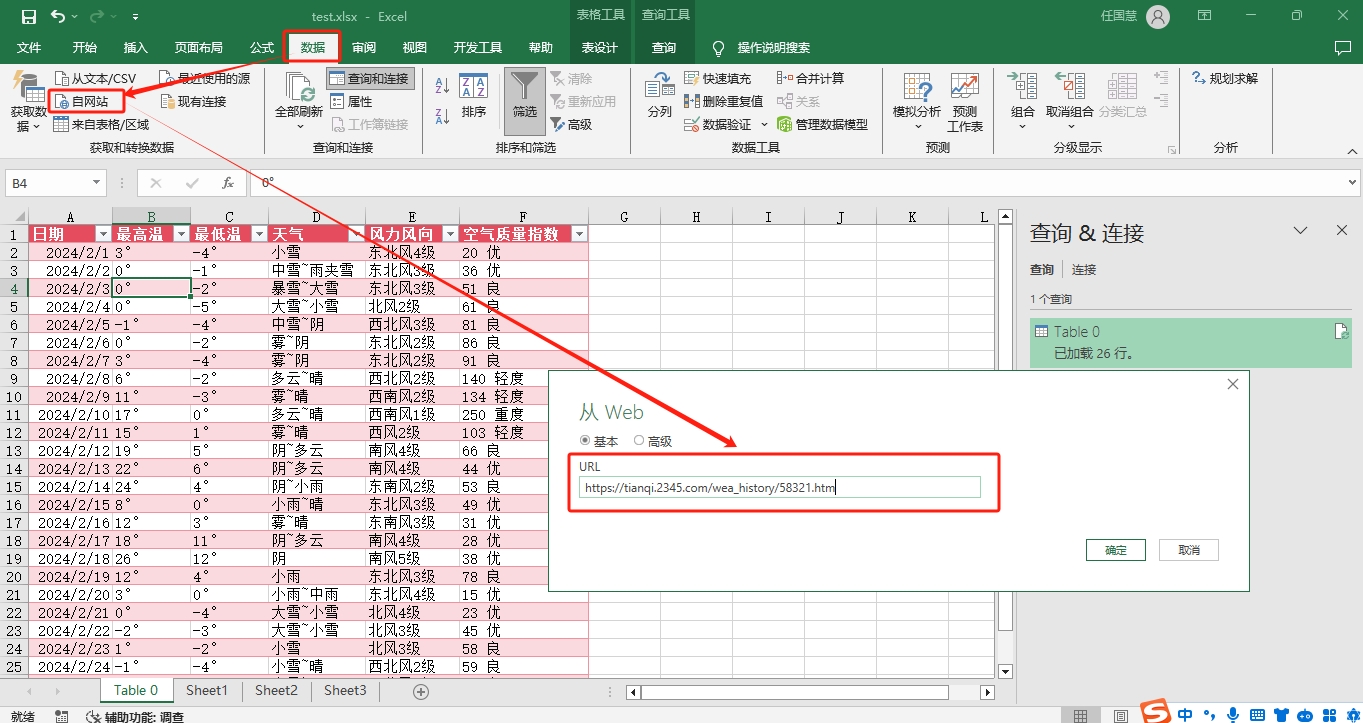 test.xlsx - Excel
表格工具 查询工具
任国慧
文件 开始 插入 页面布局 公式 数据 审阅 视图 开发工具 帮助 表设计 查询 操作说明搜索
获取数据
从文本/CSV
自网站
来自表格/区域
最近使用的源
现有连接
获取和转换数据
全部刷新
查询和连接
属性
工作簿链接
查询和连接
排序
筛选
清除
重新应用
高级
排序和筛选
分列
快速填充
删除重复值
数据验证
合并计算
关系
管理数据模型
数据工具
模拟分析
预测
工作表
预测
组合
取消组合
分类汇总
分级显示
规划求解
分析
B4 fx 0°
A B C D E F G H I J K L
1 日期 最高温 最低温 天气 风力风向 空气质量指数
2 2024/2/1 3° -4° 小雪 东北风4级 20 优
3 2024/2/2 0° -1° 中雪~雨夹雪 东北风3级 36 优
4 2024/2/3 0° -2° 暴雪~大雪 东北风3级 51 良
5 2024/2/4 0° -5° 大雪~小雪 北风2级 61 良
6 2024/2/5 -1° -4° 中雪~阴 西北风3级 81 良
7 2024/2/6 0° -2° 雾~阴 东北风2级 86 良
8 2024/2/7 3° -4° 雾~阴 东北风2级 91 良
9 2024/2/8 6° -2° 多云~晴 西北风2级 140 轻度
10 2024/2/9 11° -3° 雾~晴 西南风2级 134 轻度
11 2024/2/10 17° 0° 多云~晴 西南风1级 250 重度
12 2024/2/11 15° 1° 雾~晴 西风2级 103 轻度
13 2024/2/12 19° 5° 阴~多云 南风4级 66 良
14 2024/2/13 22° 6° 阴~多云 南风4级 44 优
15 2024/2/14 24° 4° 阴~小雨 东南风2级 53 良
16 2024/2/15 8° 0° 小雨~晴 东北风3级 49 优
17 2024/2/16 12° 3° 雾~晴 东南风3级 31 优
18 2024/2/17 18° 11° 阴~多云 南风4级 28 优
19 2024/2/18 26° 12° 阴 南风5级 38 优
20 2024/2/19 12° 4° 小雨 东北风3级 78 良
21 2024/2/20 3° 0° 小雨~中雨 东北风4级 15 优
22 2024/2/21 0° -4° 大雪~小雪 北风4级 23 优
23 2024/2/22 -2° -3° 大雪~小雪 北风3级 45 优
24 2024/2/23 1° -2° 小雪 北风3级 58 良
25 2024/2/24 -1° -4° 小雪~晴 西北风2级 59 良
查询 & 连接
查询 连接
1 个查询
Table 0
已加载 26 行。
从 Web
基本 高级
URL
https://tianqi.2345.com/wea_history/58321.htm
确定 取消
Table 0 Sheet1 Sheet2 Sheet3
就绪 辅助功能: 调查
S 中